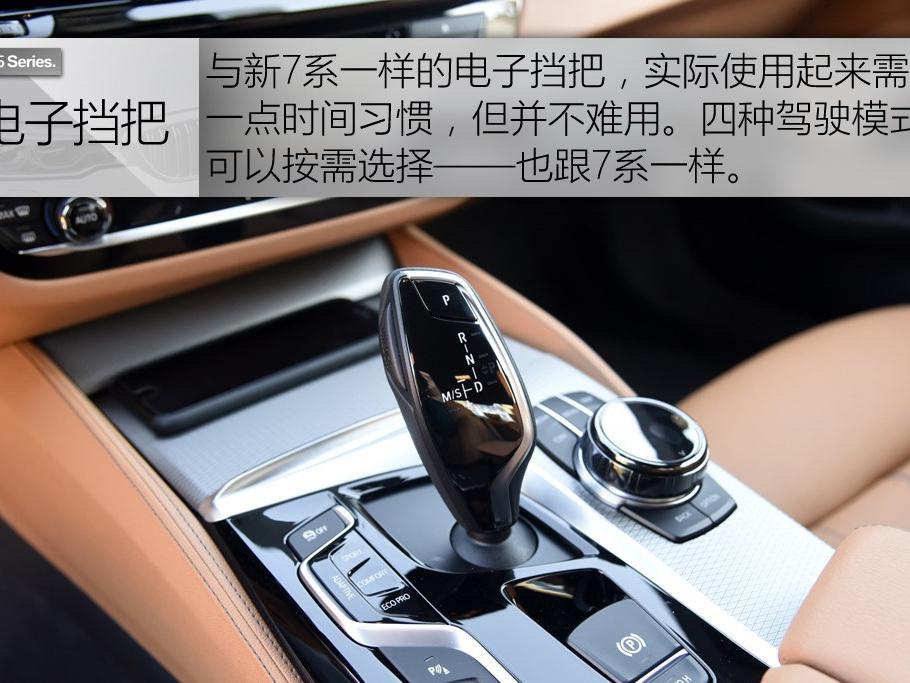 5 Series.
电子挡把
与新7系一样的电子挡把，实际使用起来需
一点时间习惯，但并不难用。四种驾驶模式
可以按需选择——也跟7系一样。
MAX
AUTO
P
R
N
M/S D
OFF
SPORT
COMFORT
ADAPTIVE
ECO PRO
BACK
OPTION
P
(P)
H